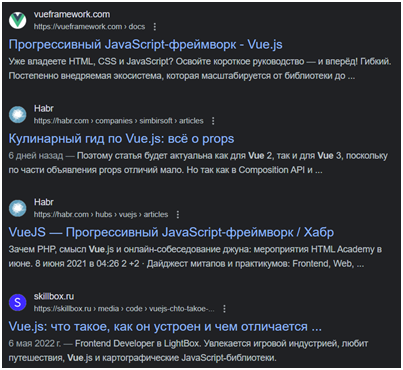 vueframework.com
https://vueframework.com › docs
Прогрессивный JavaScript-фреймворк - Vue.js
Уже владеете HTML, CSS и JavaScript? Освойте короткое руководство — и вперёд! Гибкий.
Постепенно внедряемая экосистема, которая масштабируется от библиотеки до ...
Habr
https://habr.com › companies › simbirsoft › articles
Кулинарный гид по Vue.js: всё о props
6 дней назад — Поэтому статья будет актуальна как для Vue 2, так и для Vue 3, поскольку
по части объявления props отличий мало. Но так как в Composition API и ...
Habr
https://habr.com › hubs › vuejs › articles
VueJS — Прогрессивный JavaScript-фреймворк / Хабр
Зачем PHP, смысл Vue.js и онлайн-собеседование джуна: мероприятия HTML Academy в
июне. 8 июня 2021 в 04:26 2 +2 · Дайджест митапов и практикумов: Frontend, Web, ...
S
skillbox.ru
https://skillbox.ru › media › code › vuejs-chto-takoe-...
Vue.js: что такое, как он устроен и чем отличается ...
6 мая 2022 г. — Frontend Developer в LightBox. Увлекается игровой индустрией, любит
путешествия, Vue.js и картографические JavaScript-библиотеки.